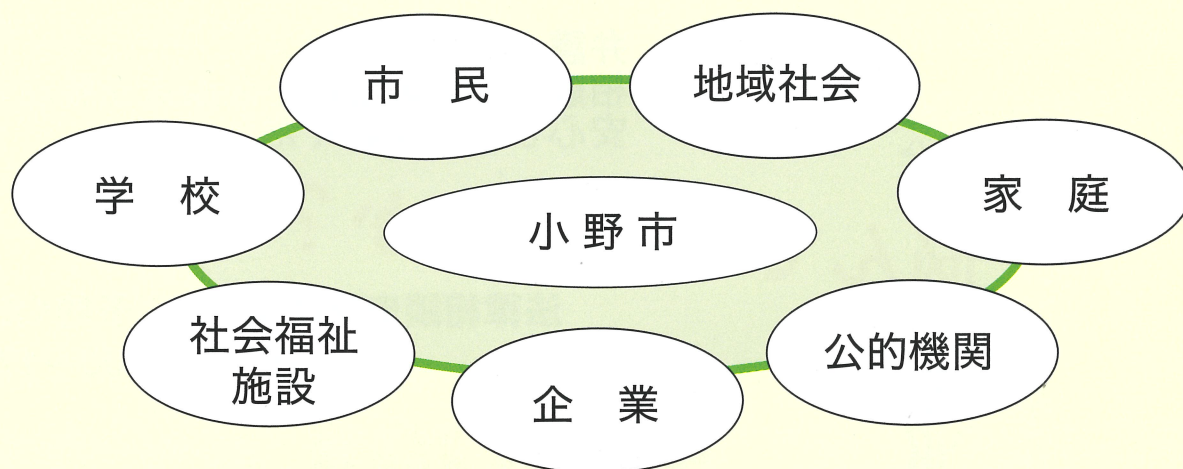 市　民
地域社会
学　校
家　庭
小 野 市
社会福祉
施設
公的機関
企　業